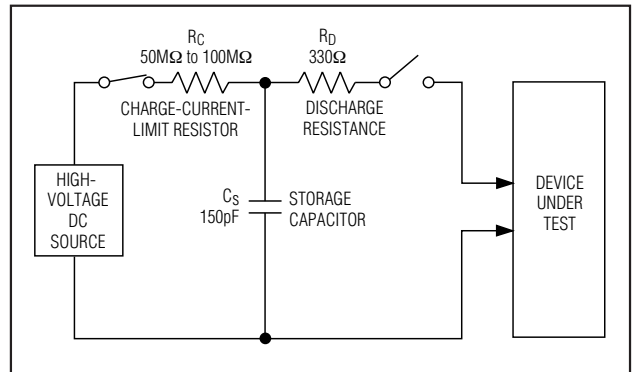 RC
50MΩ to 100MΩ
CHARGE-CURRENT-
LIMIT RESISTOR
RD
330Ω
DISCHARGE
RESISTANCE
HIGH-
VOLTAGE
DC
SOURCE
CS
150pF
STORAGE
CAPACITOR
DEVICE
UNDER
TEST